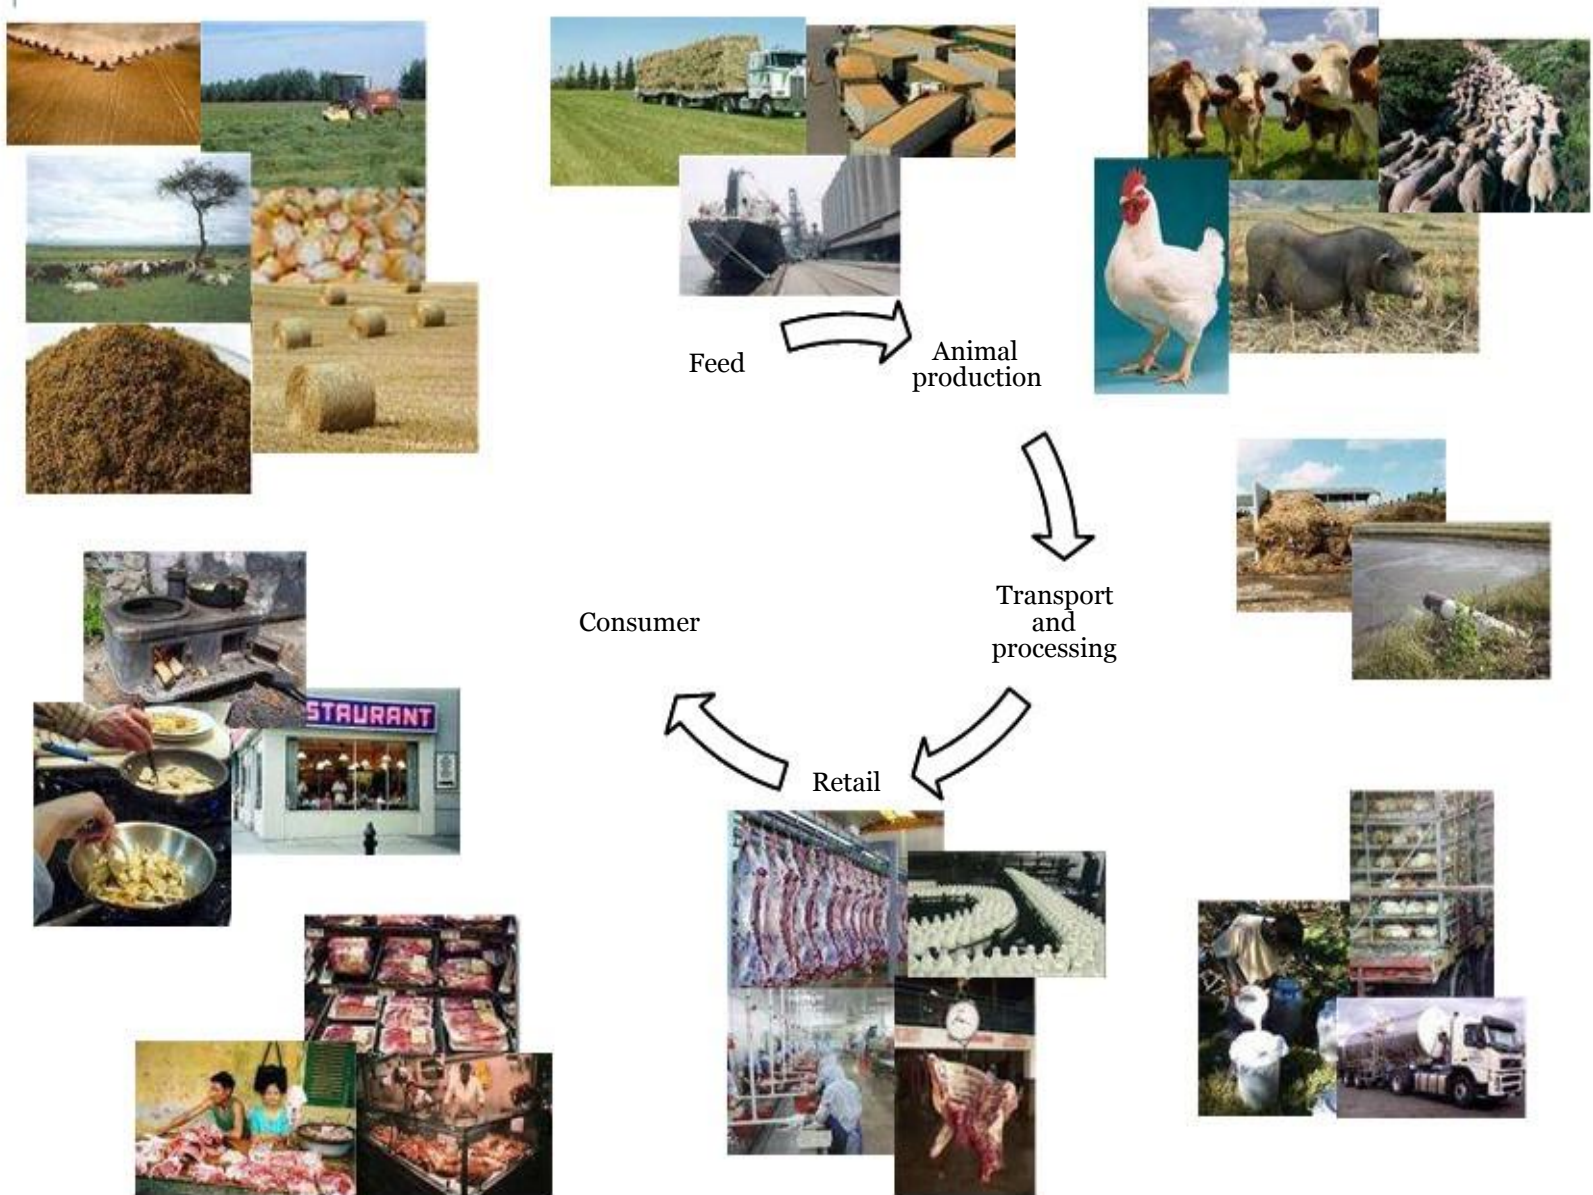 Feed
Animal
production
Transport
and
processing
Consumer
STAURANT
Retail